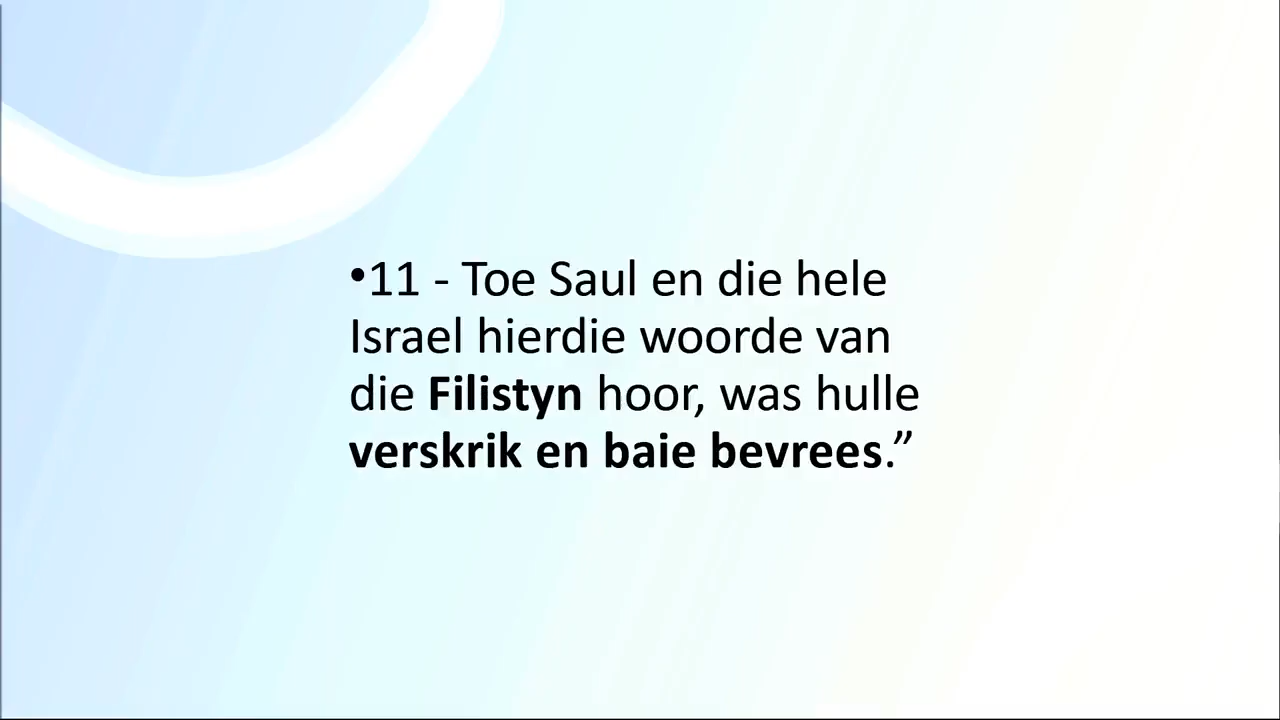 •11 - Toe Saul en die hele
Israel hierdie woorde van
die Filistyn hoor, was hulle
verskrik en baie bevrees.”